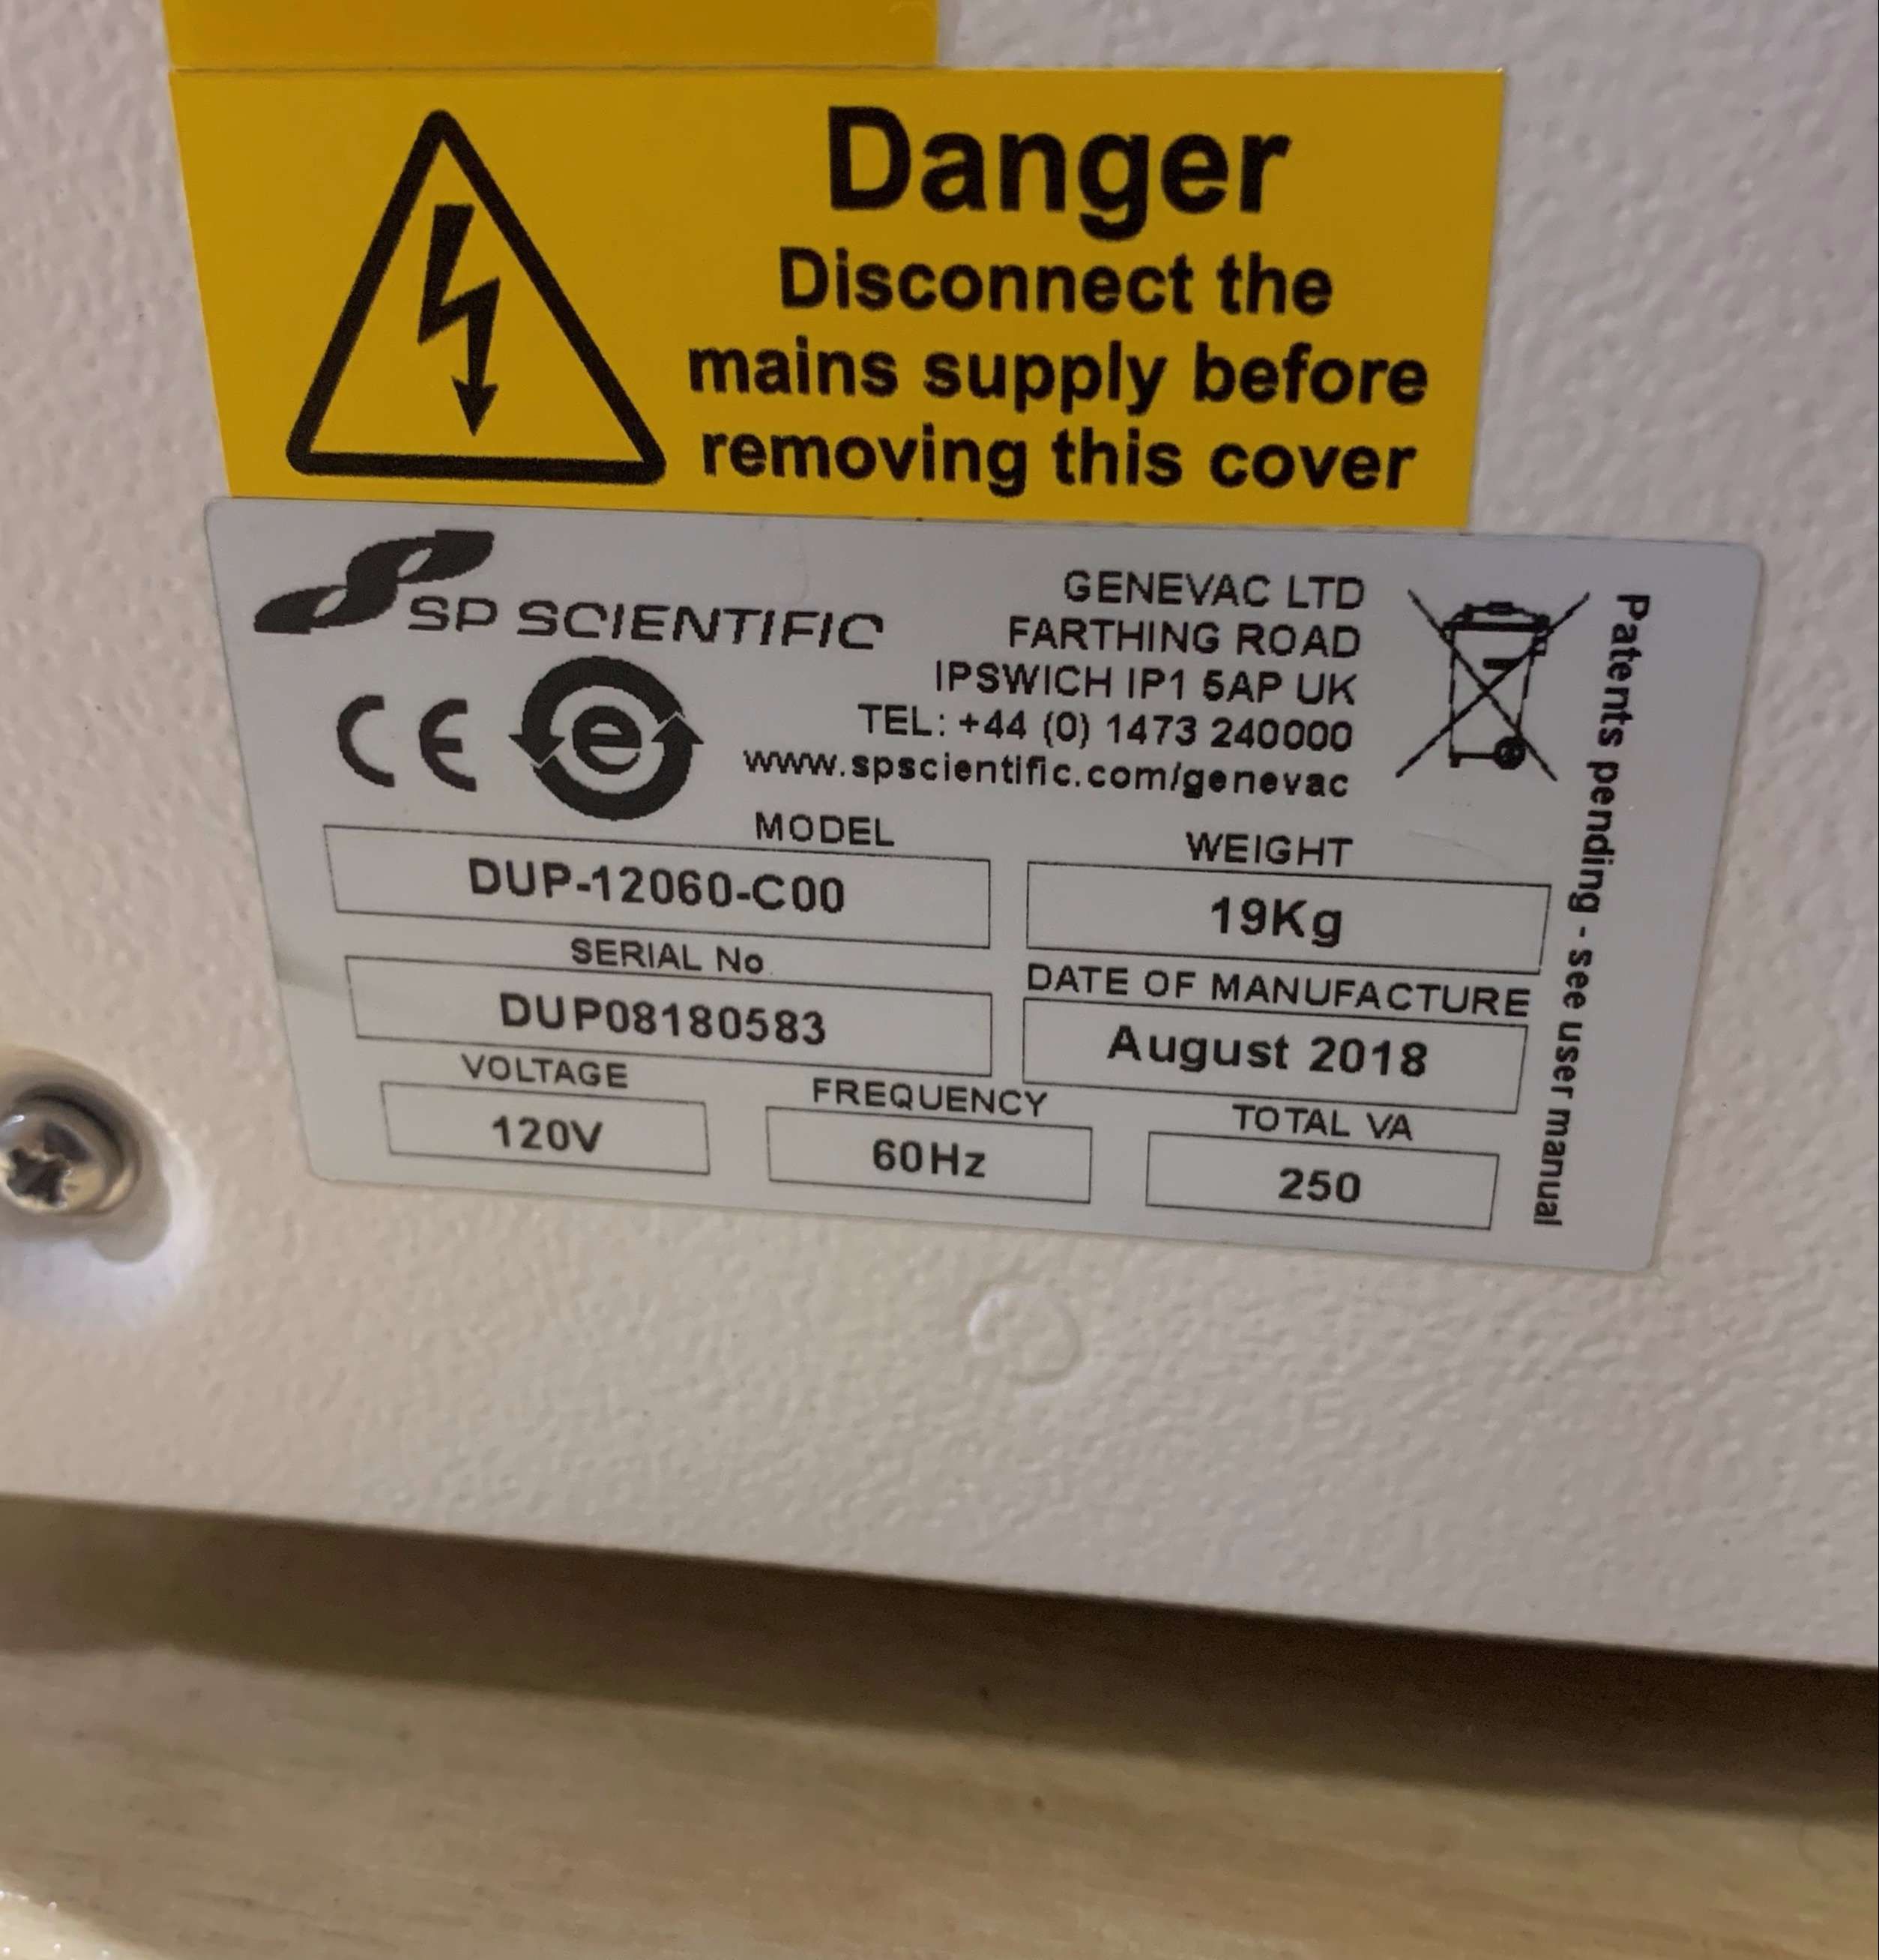 Danger
Disconnect the
mains supply before
removing this cover
SP SCIENTIFIC
GENEVAC LTD
FARTHING ROAD
IPSWICH IP1 5AP UK
TEL: +44 (0) 1473 240000
www.spscientific.com/genevac
CE
e
MODEL
DUP-12060-C00
WEIGHT
19Kg
SERIAL No.
DUP08180583
DATE OF MANUFACTURE
August 2018
VOLTAGE
120V
FREQUENCY
60Hz
TOTAL VA
250
Patents pending - see user manual